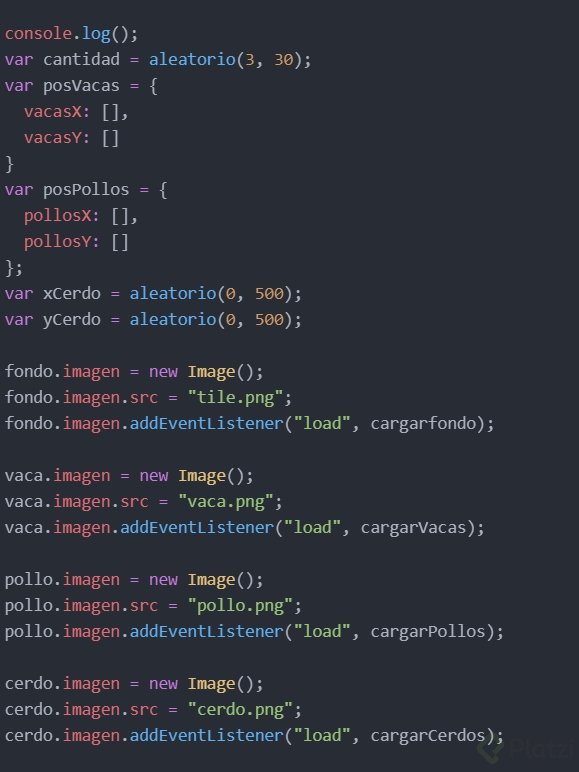 console.log();
var cantidad = aleatorio(3, 30);
var posVacas = {
  vacasX: [],
  vacasY: []
}
var posPollos = {
  pollosX: [],
  pollosY: []
};
var xCerdo = aleatorio(0, 500);
var yCerdo = aleatorio(0, 500);

fondo.imagen = new Image();
fondo.imagen.src = "tile.png";
fondo.imagen.addEventListener("load", cargarfondo);

vaca.imagen = new Image();
vaca.imagen.src = "vaca.png";
vaca.imagen.addEventListener("load", cargarVacas);

pollo.imagen = new Image();
pollo.imagen.src = "pollo.png";
pollo.imagen.addEventListener("load", cargarPollos);

cerdo.imagen = new Image();
cerdo.imagen.src = "cerdo.png";
cerdo.imagen.addEventListener("load", cargarCerdos);
Platzi